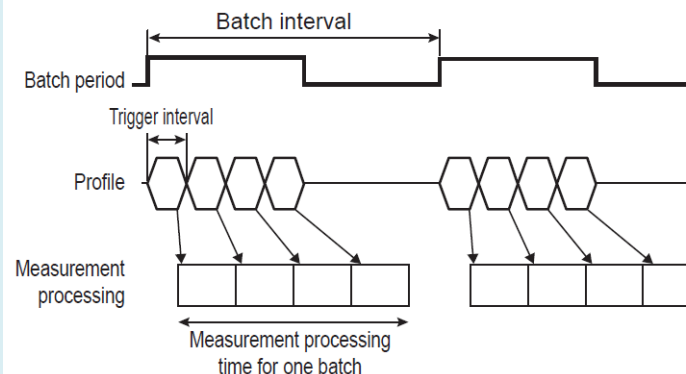 Batch interval
Batch period
Trigger interval
Profile
Measurement
processing
Measurement processing
time for one batch